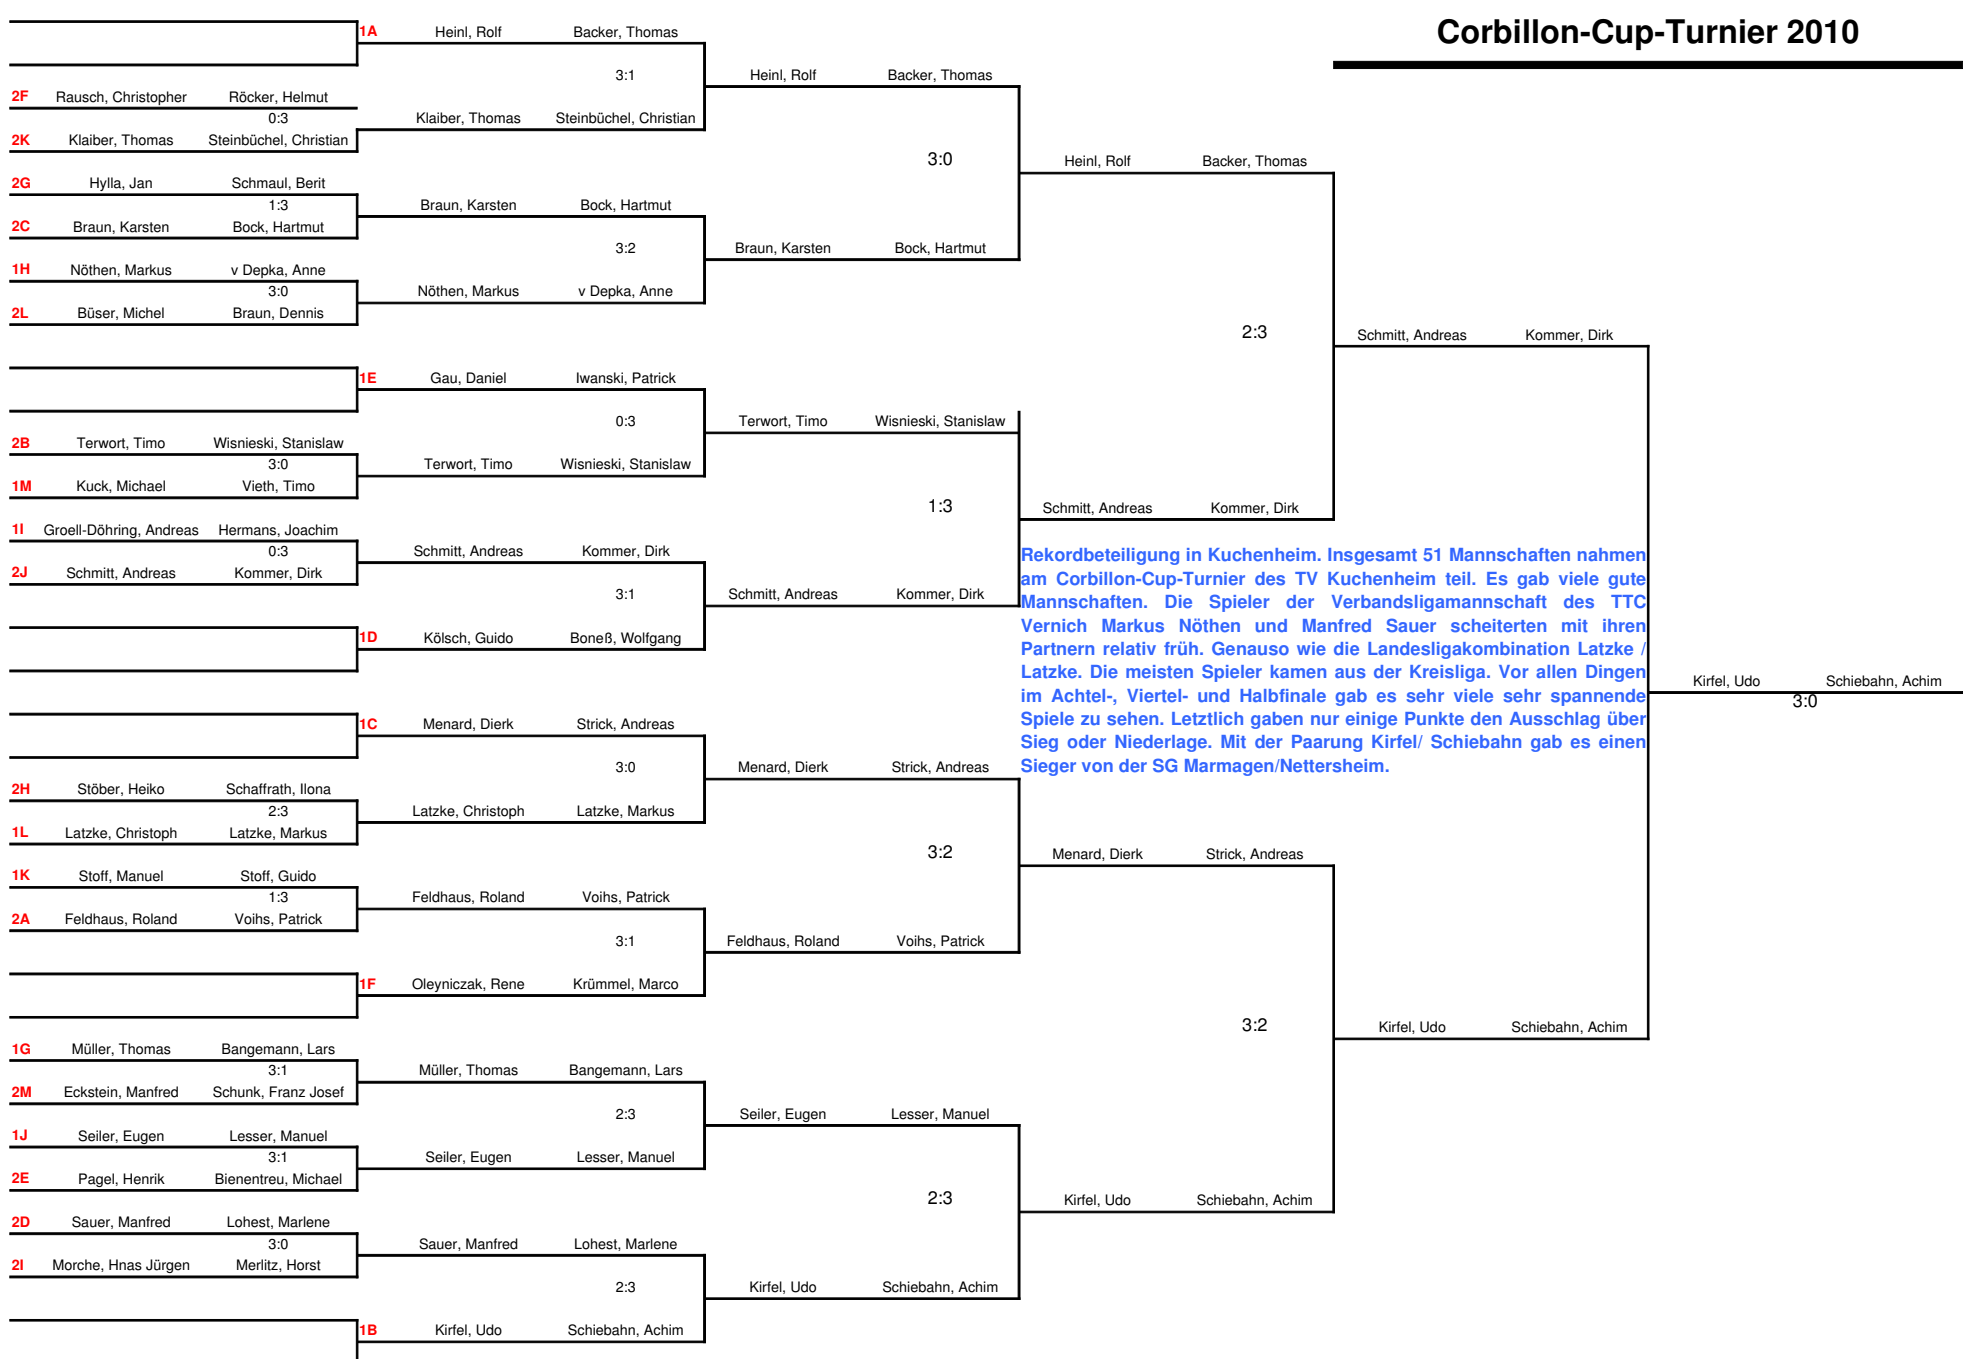 Corbillon-Cup-Turnier 2010
1A Heinl, Rolf Backer, Thomas
3:1
2F Rausch, Christopher Röcker, Helmut
0:3
2K Klaiber, Thomas Steinbüchel, Christian
Klaiber, Thomas Steinbüchel, Christian
2G Hylla, Jan Schmaul, Berit
1:3
2C Braun, Karsten Bock, Hartmut
Braun, Karsten Bock, Hartmut
3:2
1H Nöthen, Markus v Depka, Anne
3:0
2L Büser, Michel Braun, Dennis
Nöthen, Markus v Depka, Anne
1E Gau, Daniel Iwanski, Patrick
0:3
2B Terwort, Timo Wisnieski, Stanislaw
3:0
1M Kuck, Michael Vieth, Timo
Terwort, Timo Wisnieski, Stanislaw
1I Groell-Döhring, Andreas Hermans, Joachim
0:3
2J Schmitt, Andreas Kommer, Dirk
Schmitt, Andreas Kommer, Dirk
3:1
1D Kölsch, Guido Boneß, Wolfgang
1C Menard, Dierk Strick, Andreas
3:0
2H Stöber, Heiko Schaffrath, Ilona
2:3
1L Latzke, Christoph Latzke, Markus
Latzke, Christoph Latzke, Markus
1K Stoff, Manuel Stoff, Guido
1:3
2A Feldhaus, Roland Voihs, Patrick
Feldhaus, Roland Voihs, Patrick
3:1
1F Oleyniczak, Rene Krümmel, Marco
1G Müller, Thomas Bangemann, Lars
3:1
2M Eckstein, Manfred Schunk, Franz Josef
Müller, Thomas Bangemann, Lars
2:3
1J Seiler, Eugen Lesser, Manuel
3:1
2E Pagel, Henrik Bienentreu, Michael
Seiler, Eugen Lesser, Manuel
2D Sauer, Manfred Lohest, Marlene
3:0
2I Morche, Hnas Jürgen Merlitz, Horst
Sauer, Manfred Lohest, Marlene
2:3
1B Kirfel, Udo Schiebahn, Achim
Heinl, Rolf Backer, Thomas
3:0
Braun, Karsten Bock, Hartmut
Terwort, Timo Wisnieski, Stanislaw
1:3
Schmitt, Andreas Kommer, Dirk
Menard, Dierk Strick, Andreas
3:2
Feldhaus, Roland Voihs, Patrick
Seiler, Eugen Lesser, Manuel
2:3
Kirfel, Udo Schiebahn, Achim
Heinl, Rolf Backer, Thomas
2:3
Schmitt, Andreas Kommer, Dirk
Menard, Dierk Strick, Andreas
3:2
Kirfel, Udo Schiebahn, Achim
Schmitt, Andreas Kommer, Dirk
Kirfel, Udo Schiebahn, Achim
Kirfel, Udo Schiebahn, Achim
3:0
Rekordbeteiligung in Kuchenheim. Insgesamt 51 Mannschaften nahmen
am Corbillon-Cup-Turnier des TV Kuchenheim teil. Es gab viele gute
Mannschaften. Die Spieler der Verbandsligamannschaft des TTC
Vernich Markus Nöthen und Manfred Sauer scheiterten mit ihren
Partnern relativ früh. Genauso wie die Landesligakombination Latzke /
Latzke. Die meisten Spieler kamen aus der Kreisliga. Vor allen Dingen
im Achtel-, Viertel- und Halbfinale gab es sehr viele sehr spannende
Spiele zu sehen. Letztlich gaben nur einige Punkte den Ausschlag über
Sieg oder Niederlage. Mit der Paarung Kirfel/ Schiebahn gab es einen
Sieger von der SG Marmagen/Nettersheim.